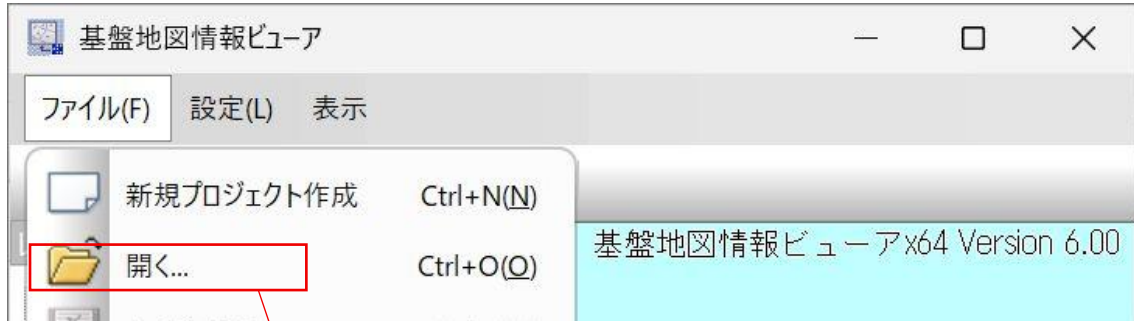 基盤地図情報ビューア
ファイル(F) 設定(L) 表示
新規プロジェクト作成 Ctrl+N(N)
基盤地図情報ビューアx64 Version 6.00
開く... Ctrl+O(O)